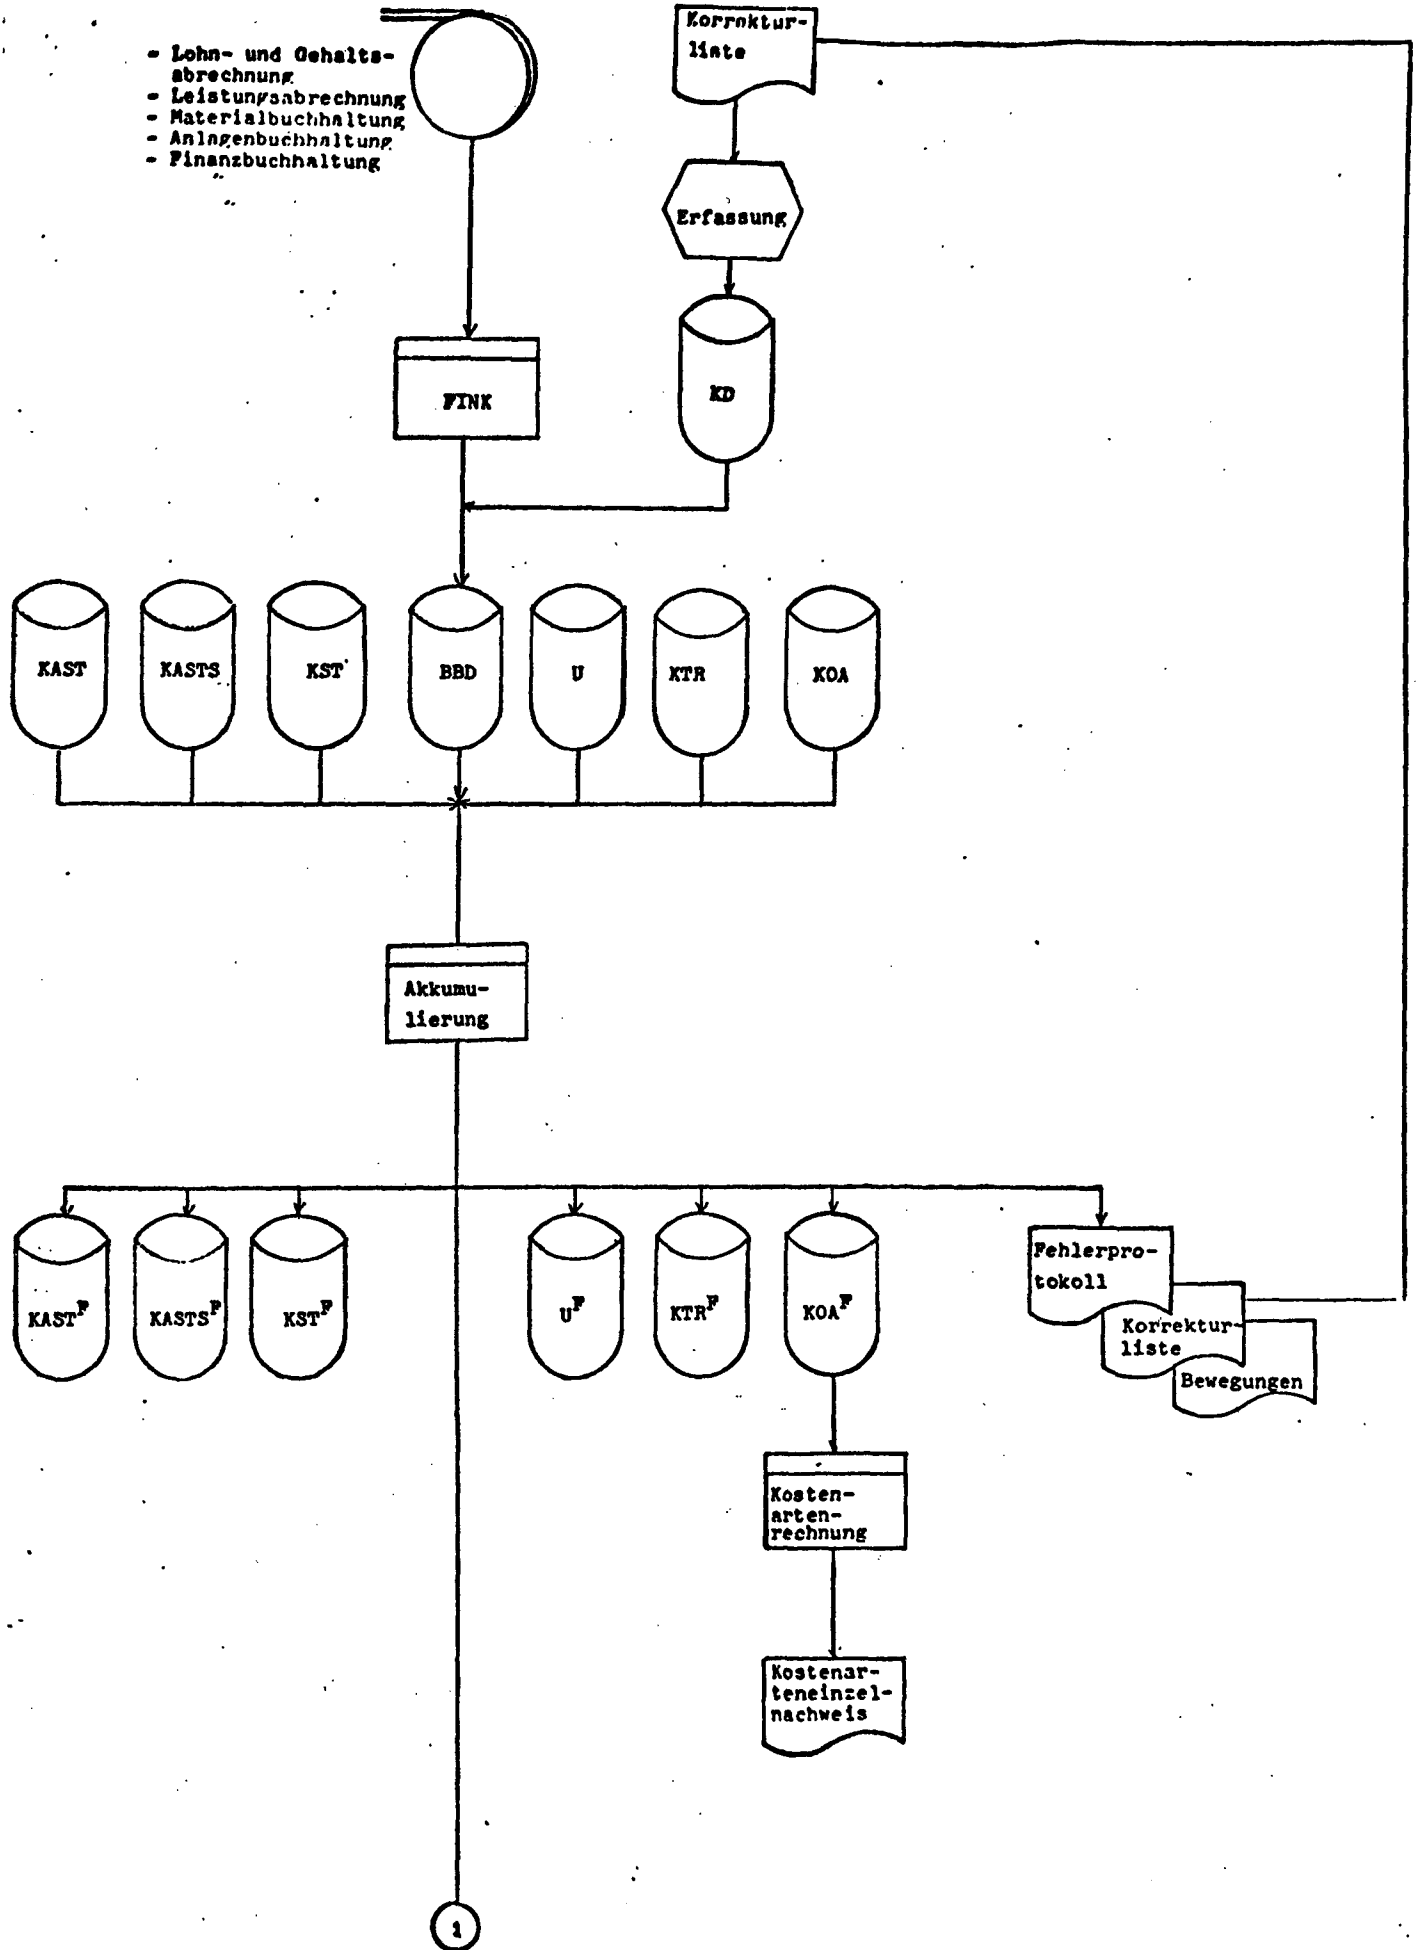 - Lohn- und Gehalts-
abrechnung
- Leistungsabrechnung
- Materialbuchhaltung
- Anlagenbuchhaltung
- Finanzbuchhaltung
Korrektur-
liste
Erfassung
FINK
KD
KAST
KASTS
KST
BBD
U
KTR
KOA
Akkumu-
lierung
KAST^F
KASTS^F
KST^F
U^F
KTR^F
KOA^F
Fehlerpro-
tokoll
Korrektur-
liste
Bewegungen
Kosten-
arten-
rechnung
Kostenar-
teneinzel-
nachweis
1